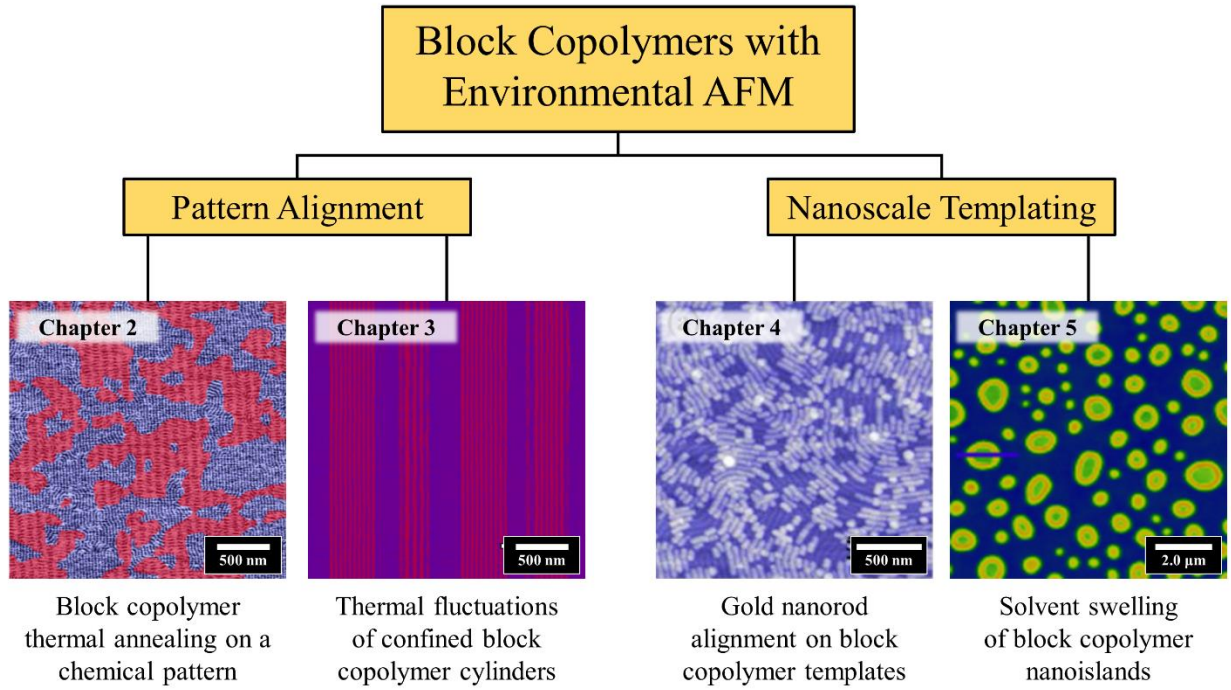 Block Copolymers with
Environmental AFM
Pattern Alignment
Nanoscale Templating
Chapter 2
Chapter 3
Chapter 4
Chapter 5
500 nm
500 nm
500 nm
2.0 μm
Block copolymer
thermal annealing on a
chemical pattern
Thermal fluctuations
of confined block
copolymer cylinders
Gold nanorod
alignment on block
copolymer templates
Solvent swelling
of block copolymer
nanoislands